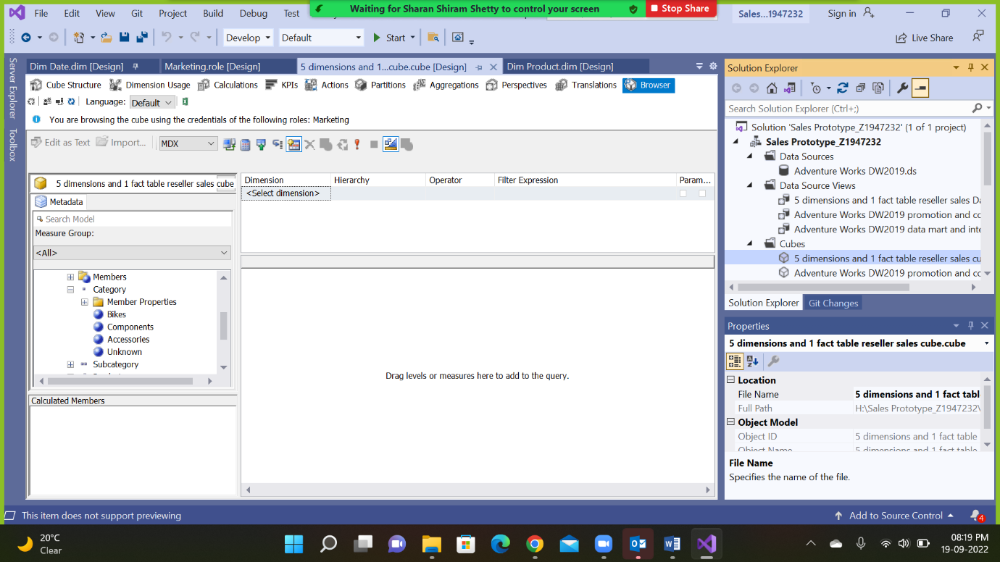 File Edit View Git Project Build Debug Test
Waiting for Sharan Shiram Shetty to control your screen
Stop Share
Sales...1947232
Sign in
Develop
Default
Start
Live Share
Server Explorer
Toolbox
Dim Date.dim [Design]
Marketing.role [Design]
5 dimensions and 1...cube.cube [Design]
Dim Product.dim [Design]
Cube Structure Dimension Usage Calculations KPIs Actions Partitions Aggregations Perspectives Translations Browser
Language: Default
You are browsing the cube using the credentials of the following roles: Marketing
Edit as Text Import... MDX
5 dimensions and 1 fact table reseller sales cube
Metadata
Search Model
Measure Group:
<All>
Members
Category
Member Properties
Bikes
Components
Accessories
Unknown
Subcategory
Calculated Members
Dimension Hierarchy Operator Filter Expression Param...
<Select dimension>
Drag levels or measures here to add to the query.
Solution Explorer
Search Solution Explorer (Ctrl+;)
Solution 'Sales Prototype_Z1947232' (1 of 1 project)
Sales Prototype_Z1947232
Data Sources
Adventure Works DW2019.ds
Data Source Views
5 dimensions and 1 fact table reseller sales Da
Adventure Works DW2019 promotion and cc
Adventure Works DW2019 data mart and inte
Cubes
5 dimensions and 1 fact table reseller sales cu
Adventure Works DW2019 promotion and cc
Solution Explorer Git Changes
Properties
5 dimensions and 1 fact table reseller sales cube.cube
Location
File Name 5 dimensions and 1 fact tabl
Full Path H:\Sales Prototype_Z1947232\
Object Model
Object ID 5 dimensions and 1 fact table
Object Name 5 dimensions and 1 fact table
File Name
Specifies the name of the file.
This item does not support previewing
Add to Source Control
4
20°C
Clear
08:19 PM
19-09-2022